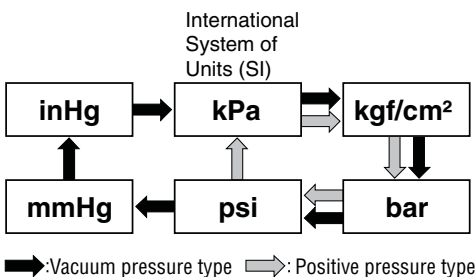 International
System of
Units (SI)
inHg kPa kgf/cm²
mmHg psi bar
:Vacuum pressure type : Positive pressure type